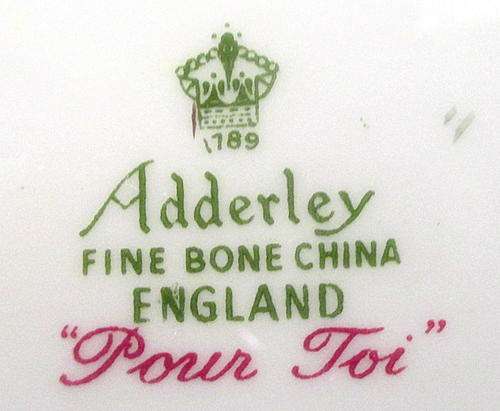 1789
Adderley
FINE BONE CHINA
ENGLAND
"Pour Toi"